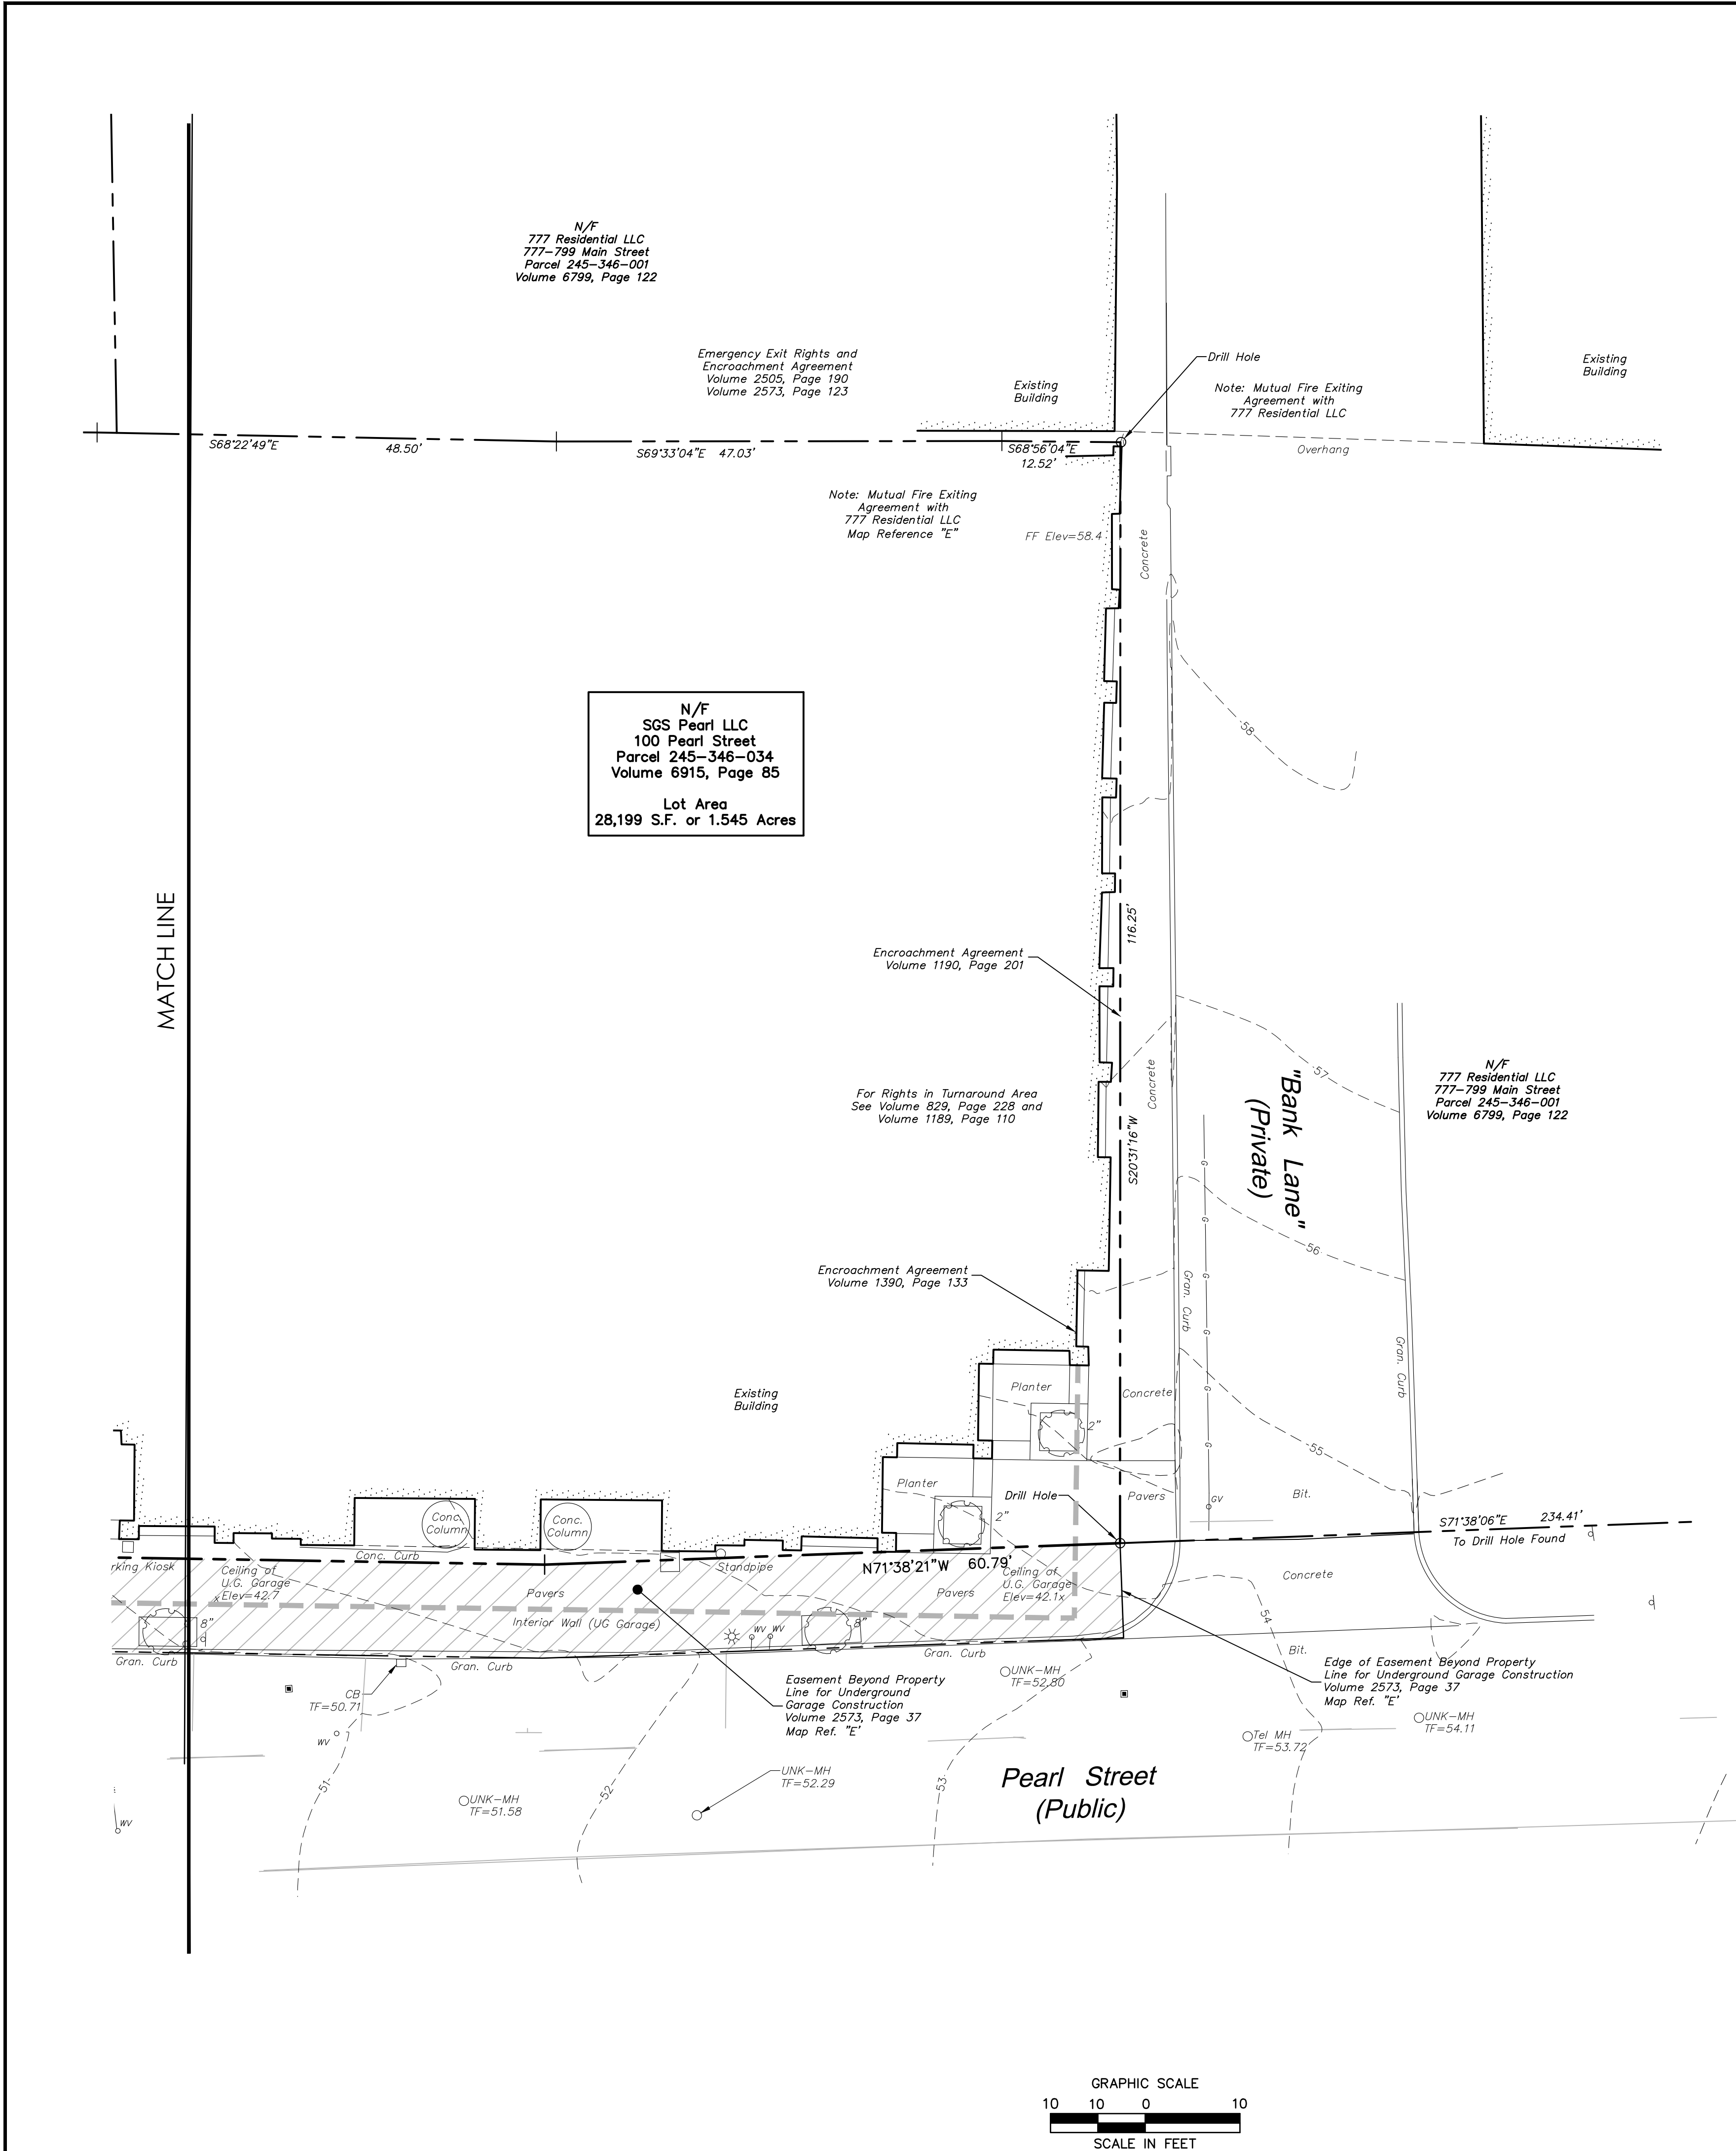 N/F
777 Residential LLC
777-799 Main Street
Parcel 245-346-001
Volume 6799, Page 122
Emergency Exit Rights and
Encroachment Agreement
Volume 2505, Page 190
Volume 2573, Page 123
Existing
Building
Drill Hole
Note: Mutual Fire Exiting
Agreement with
777 Residential LLC
Existing
Building
S68°22'49"E
48.50'
S69°33'04"E 47.03'
S68°56'04"E
12.52'
Overhang
Note: Mutual Fire Exiting
Agreement with
777 Residential LLC
Map Reference "E"
FF Elev=58.4
Concrete
58
N/F
SGS Pearl LLC
100 Pearl Street
Parcel 245-346-034
Volume 6915, Page 85
Lot Area
28,199 S.F. or 1.545 Acres
MATCH LINE
116.25'
Encroachment Agreement
Volume 1190, Page 201
57
Concrete
"Bank Lane"
(Private)
N/F
777 Residential LLC
777-799 Main Street
Parcel 245-346-001
Volume 6799, Page 122
For Rights in Turnaround Area
See Volume 829, Page 228 and
Volume 1189, Page 110
S20°31'16"W
G
G
56
Encroachment Agreement
Volume 1390, Page 133
G
Gran. Curb
G
Gran. Curb
Existing
Building
Planter
Concrete
G
2"
G
55
Planter
Drill Hole
Pavers
GV
Bit.
2"
S71°38'06"E 234.41'
To Drill Hole Found
Conc.
Column
Conc.
Column
Conc. Curb
Standpipe
N71°38'21"W 60.79'
rking Kiosk
Ceiling of
U.G. Garage
xElev=42.7
Pavers
Pavers
Ceiling of
U.G. Garage
Elev=42.1x
Concrete
8"
Interior Wall (UG Garage)
WV WV
8"
54
Gran. Curb
Gran. Curb
Gran. Curb
Bit.
CB
TF=50.71
WV
Easement Beyond Property
Line for Underground
Garage Construction
Volume 2573, Page 37
Map Ref. "E'
UNK-MH
TF=52.80
Edge of Easement Beyond Property
Line for Underground Garage Construction
Volume 2573, Page 37
Map Ref. "E'
UNK-MH
TF=54.11
Tel MH
TF=53.72
51
52
UNK-MH
TF=52.29
53
Pearl Street
(Public)
UNK-MH
TF=51.58
WV
GRAPHIC SCALE
10 10 0 10
SCALE IN FEET